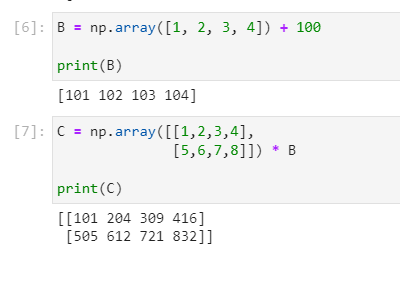 [6]: B = np.array([1, 2, 3, 4]) + 100
print(B)
[101 102 103 104]
[7]: C = np.array([[1,2,3,4],
[5,6,7,8]]) * B
print(C)
[[101 204 309 416]
[505 612 721 832]]